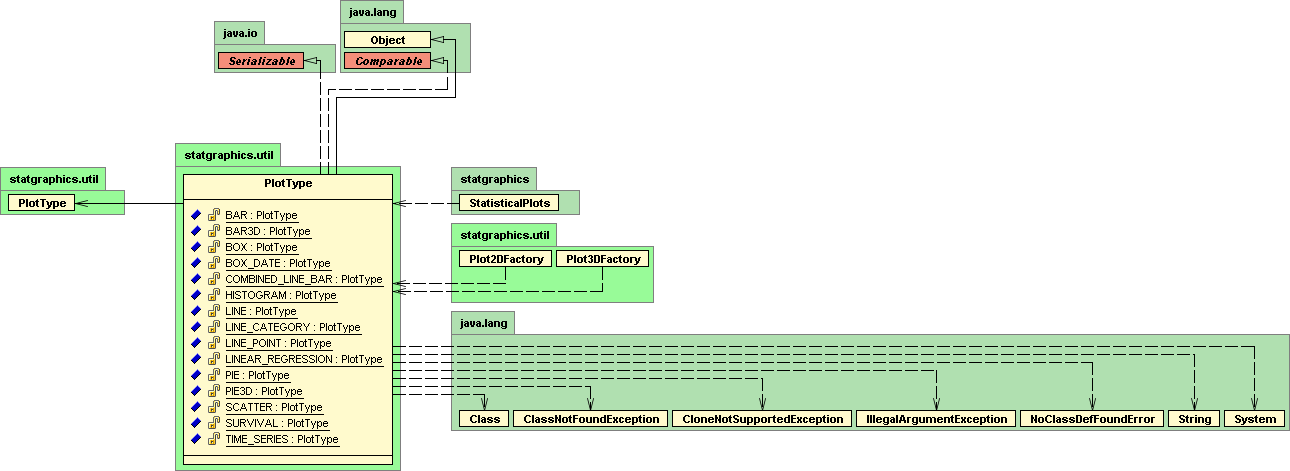 java.lang
java.io
Object
Serializable
Comparable
statgraphics.util
statgraphics.util
PlotType
statgraphics
PlotType
StatisticalPlots
BAR : PlotType
BAR3D : PlotType
BOX : PlotType
BOX_DATE : PlotType
COMBINED_LINE_BAR : PlotType
HISTOGRAM : PlotType
LINE : PlotType
LINE_CATEGORY : PlotType
LINE_POINT : PlotType
LINEAR_REGRESSION : PlotType
PIE : PlotType
PIE3D : PlotType
SCATTER : PlotType
SURVIVAL : PlotType
TIME_SERIES : PlotType
statgraphics.util
Plot2DFactory Plot3DFactory
java.lang
Class ClassNotFoundException CloneNotSupportedException IllegalArgumentException NoClassDefFoundError String System